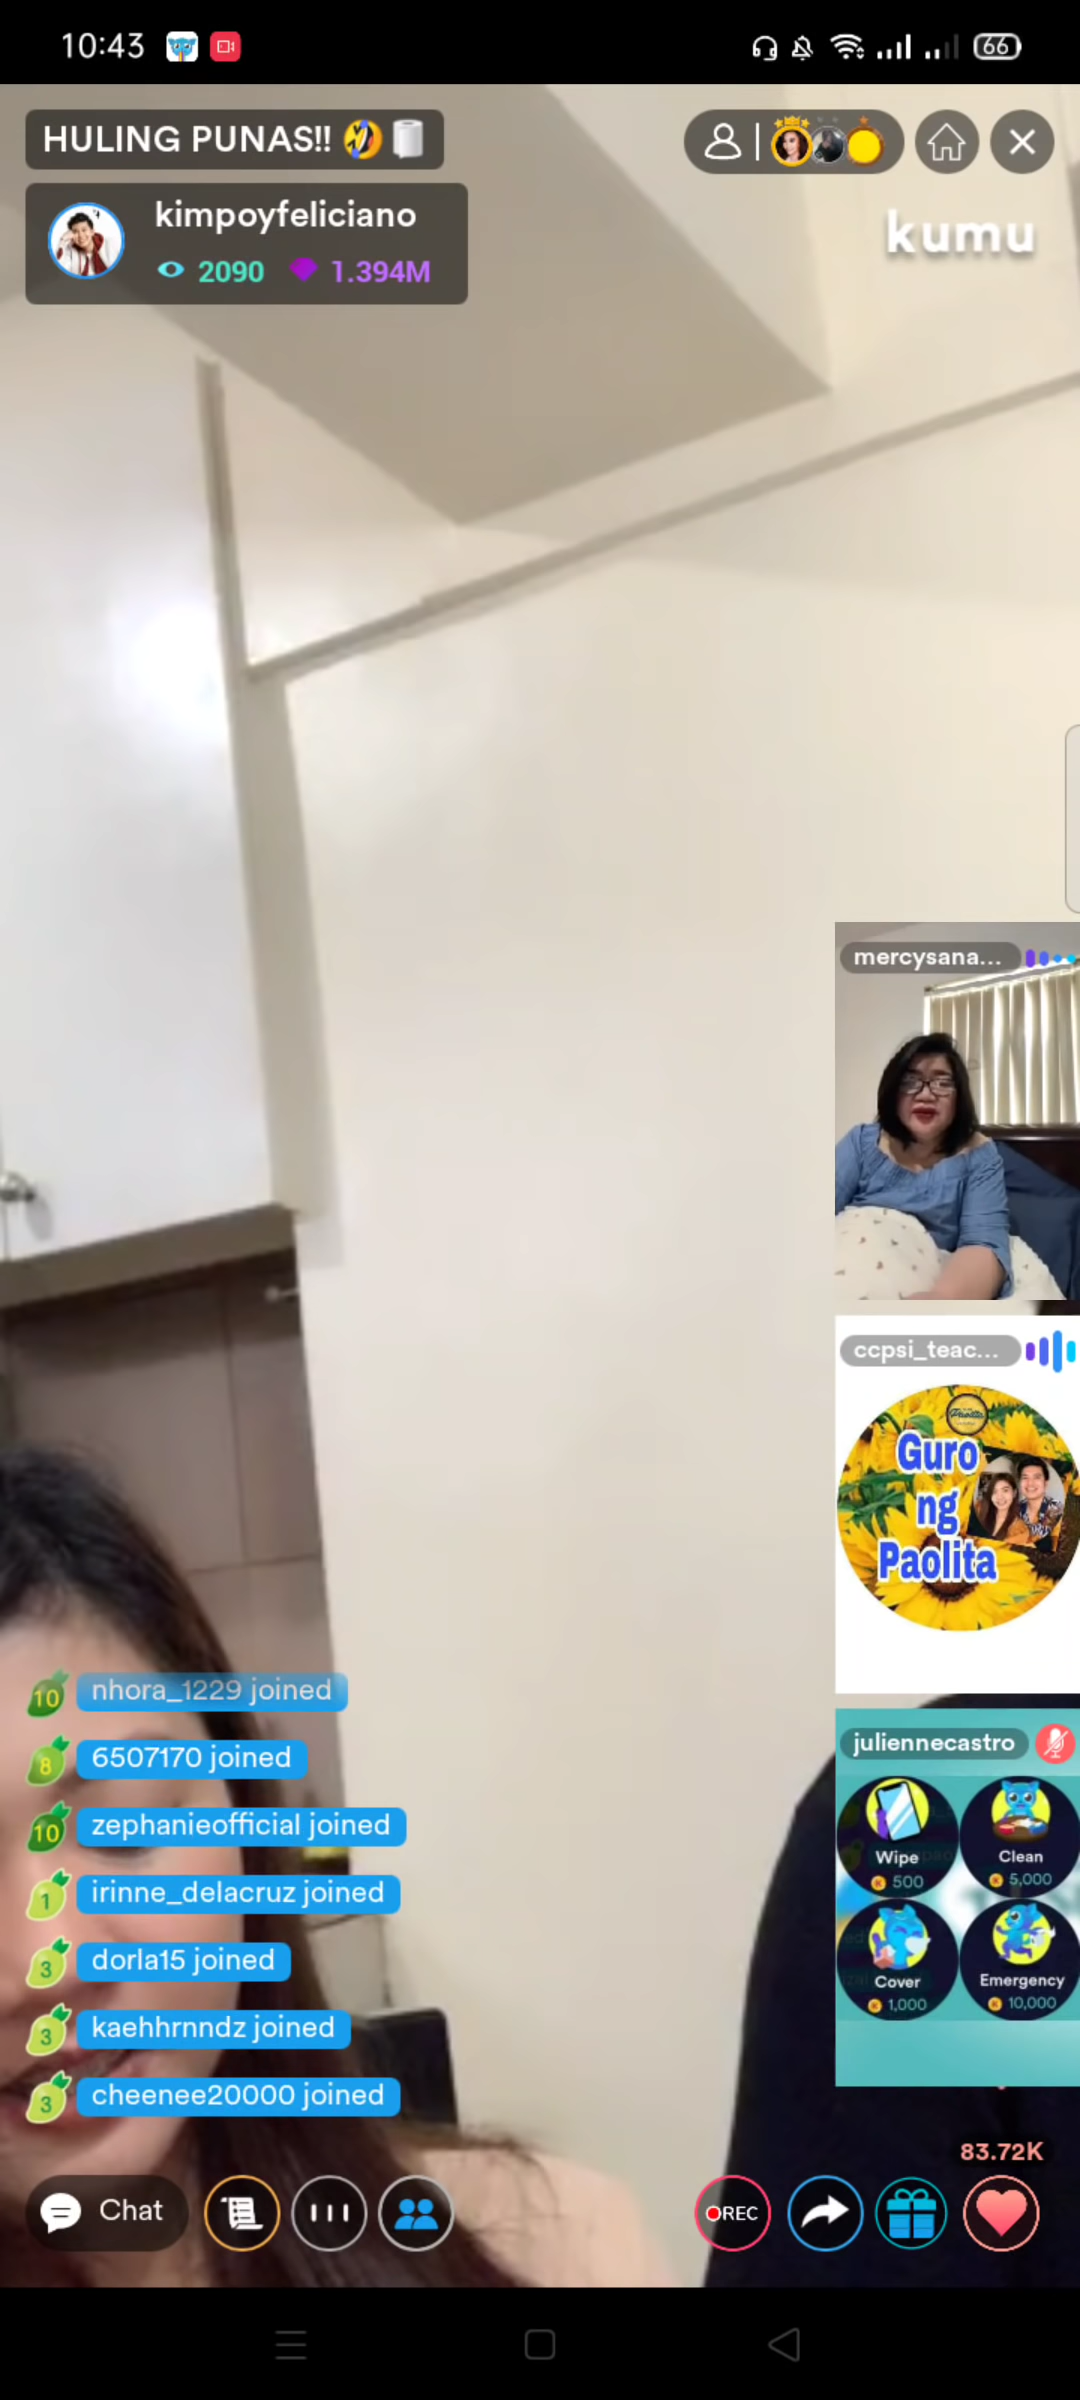 10:43
66
HULING PUNAS!! 🤣🧻
kimpoyfeliciano
2090 1.394M
kumu
mercysana...
ccpsi_teac...
Paolita
Guro
ng
Paolita
nhora_1229 joined
10
6507170 joined
8
zephanieofficial joined
10
irinne_delacruz joined
1
dorla15 joined
3
kaehhrnndz joined
3
cheenee20000 joined
3
juliennecastro
Wipe
500
Clean
5,000
Cover
1,000
Emergency
10,000
83.72K
Chat
REC